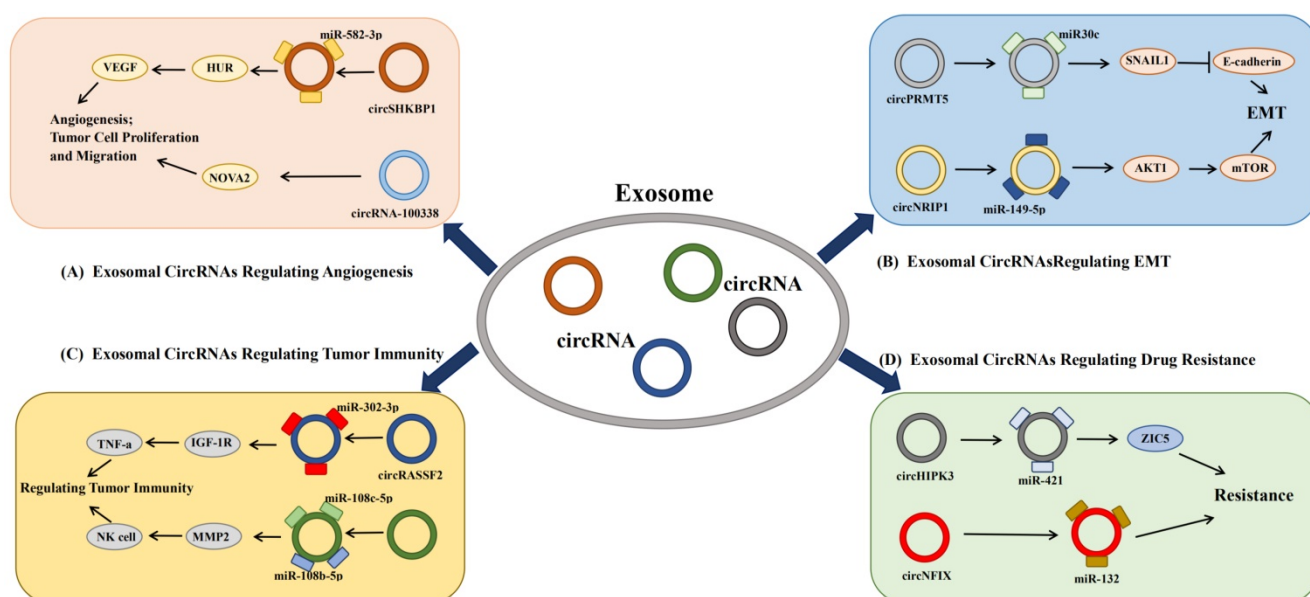 miR-582-3p
VEGF
HUR
circSHKBP1
Angiogenesis;
Tumor Cell Proliferation
and Migration
NOVA2
circRNA-100338
(A) Exosomal CircRNAs Regulating Angiogenesis
miR30c
SNAIL1
E-cadherin
circPRMT5
EMT
AKT1
mTOR
circNRIP1
miR-149-5p
(B) Exosomal CircRNAsRegulating EMT
Exosome
circRNA
circRNA
(C) Exosomal CircRNAs Regulating Tumor Immunity
miR-302-3p
TNF-a
IGF-1R
circRASSF2
Regulating Tumor Immunity
miR-108c-5p
NK cell
MMP2
miR-108b-5p
(D) Exosomal CircRNAs Regulating Drug Resistance
ZIC5
circHIPK3
miR-421
Resistance
circNFIX
miR-132